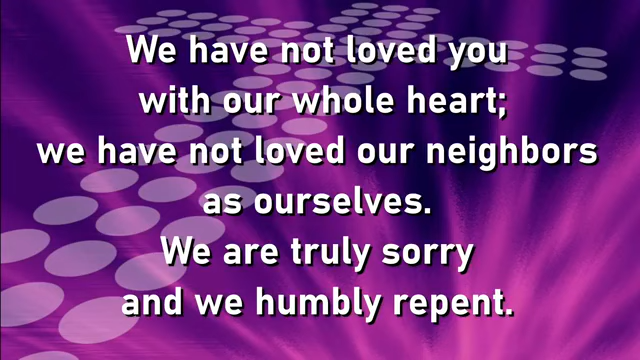 We have not loved you
with our whole heart;
we have not loved our neighbors
as ourselves.
We are truly sorry
and we humbly repent.